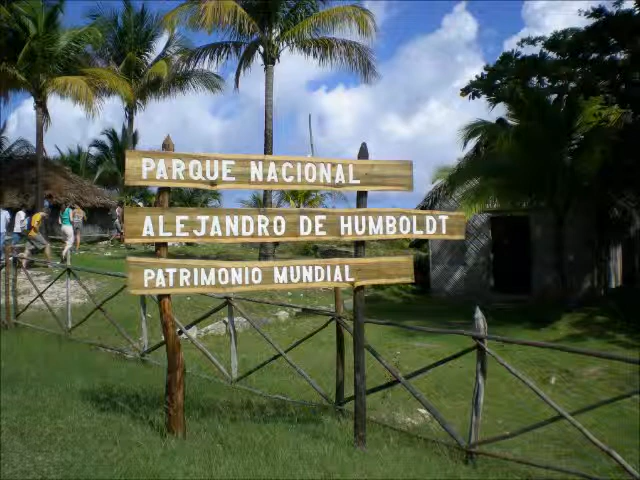 PARQUE NACIONAL
ALEJANDRO DE HUMBOLDT
PATRIMONIO MUNDIAL